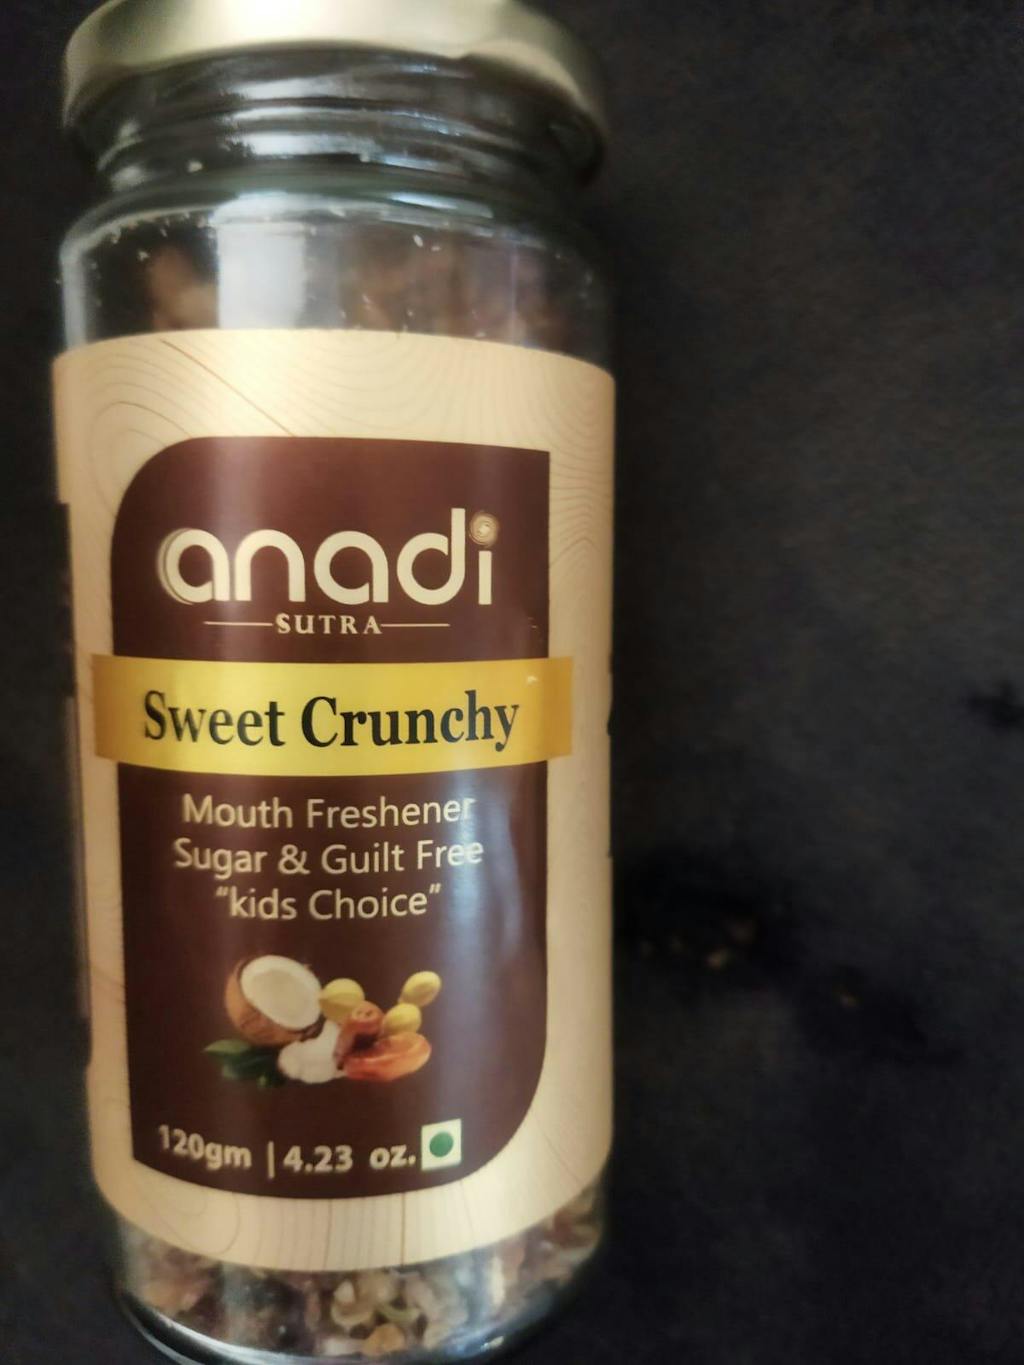 anadi
SUTRA
Sweet Crunchy
Mouth Freshener
Sugar & Guilt Free
“kids Choice”
120gm | 4.23 oz.